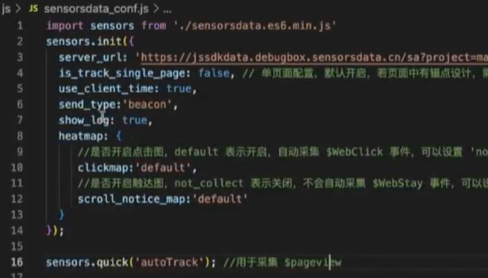 js > sensorsdata_conf.js > ...
1 import sensors from './sensorsdata.es6.min.js'
2 sensors.init({
3 server_url: 'https://jssdkdata.debugbox.sensorsdata.cn/sa?project=ma
4 is_track_single_page: false, // 单页面配置，默认开启，若页面中有锚点设计，需
5 use_client_time: true,
6 send_type:'beacon',
7 show_log: true,
8 heatmap: {
9 //是否开启点击图，default 表示开启，自动采集 $WebClick 事件，可以设置 'no
10 clickmap:'default',
11 //是否开启触达图，not_collect 表示关闭，不会自动采集 $WebStay 事件，可以设
12 scroll_notice_map:'default'
13 }
14 });
15
16 sensors.quick('autoTrack'); //用于采集 $pageview